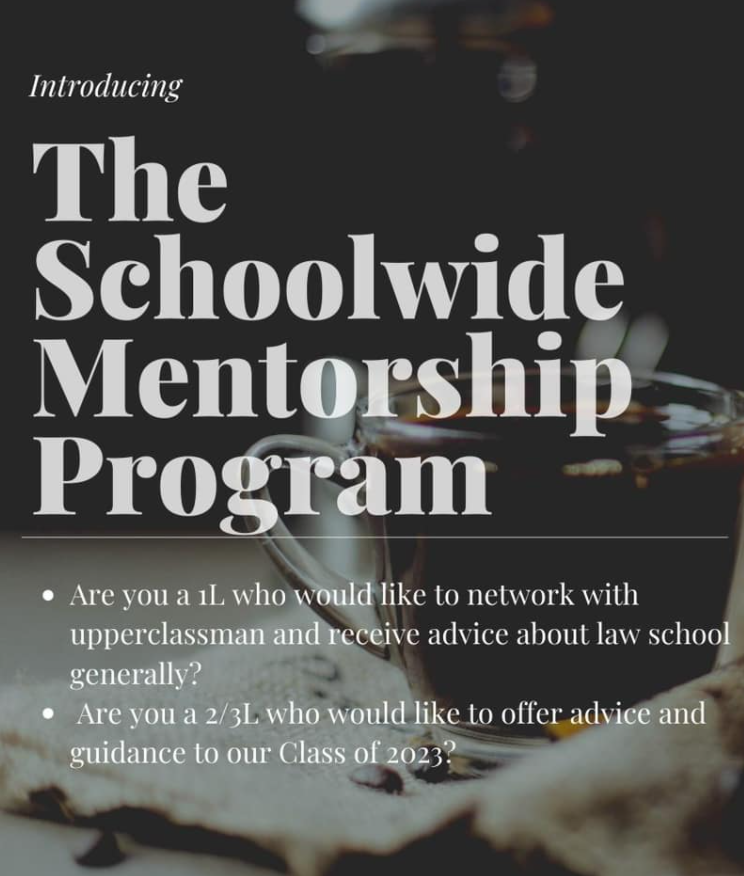 Introducing
The
Schoolwide
Mentorship
Program
• Are you a 1L who would like to network with
upperclassman and receive advice about law school
generally?
• Are you a 2/3L who would like to offer advice and
guidance to our Class of 2023?